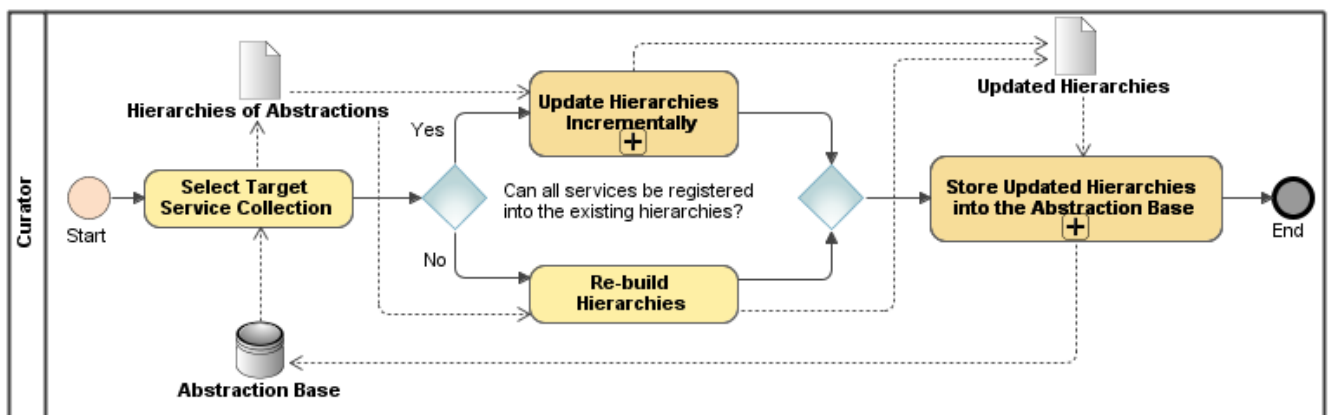 Curator
Start
Select Target
Service Collection
Hierarchies of Abstractions
Abstraction Base
Yes
No
Can all services be registered
into the existing hierarchies?
Update Hierarchies
Incrementally
Re-build
Hierarchies
Updated Hierarchies
Store Updated Hierarchies
into the Abstraction Base
End